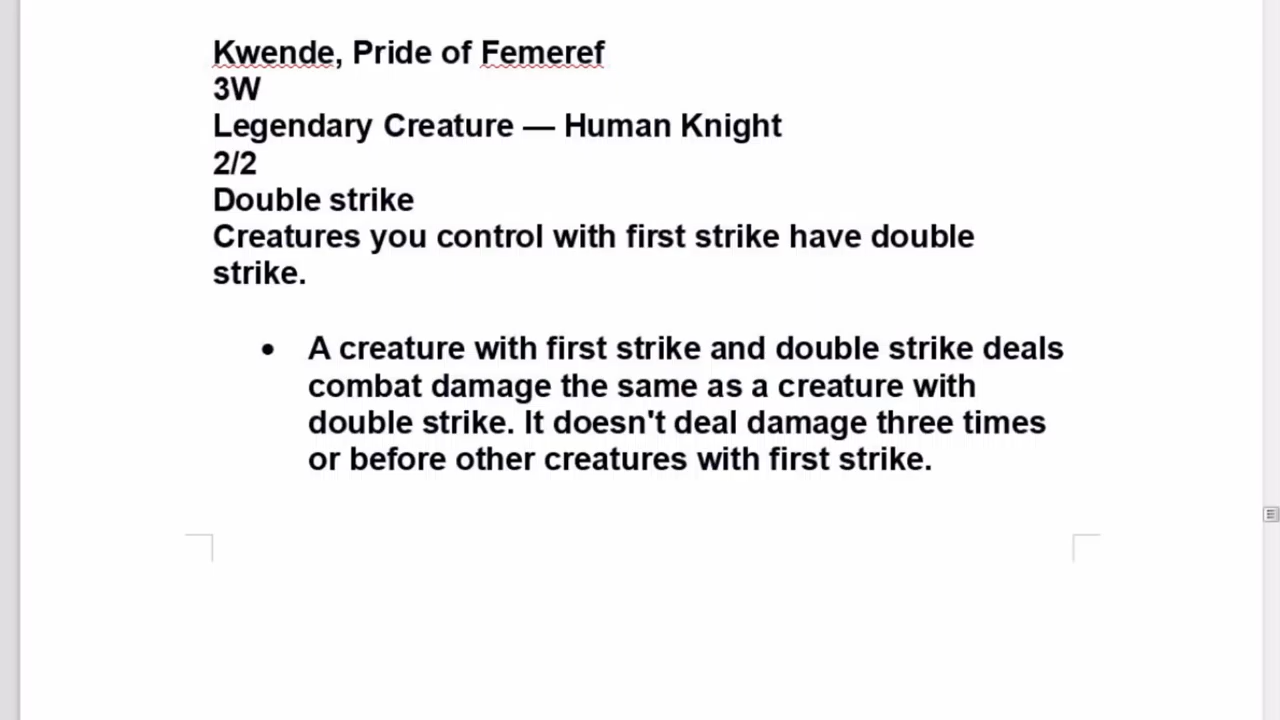 Kwende, Pride of Femeref
3W
Legendary Creature — Human Knight
2/2
Double strike
Creatures you control with first strike have double
strike.
• A creature with first strike and double strike deals
combat damage the same as a creature with
double strike. It doesn't deal damage three times
or before other creatures with first strike.